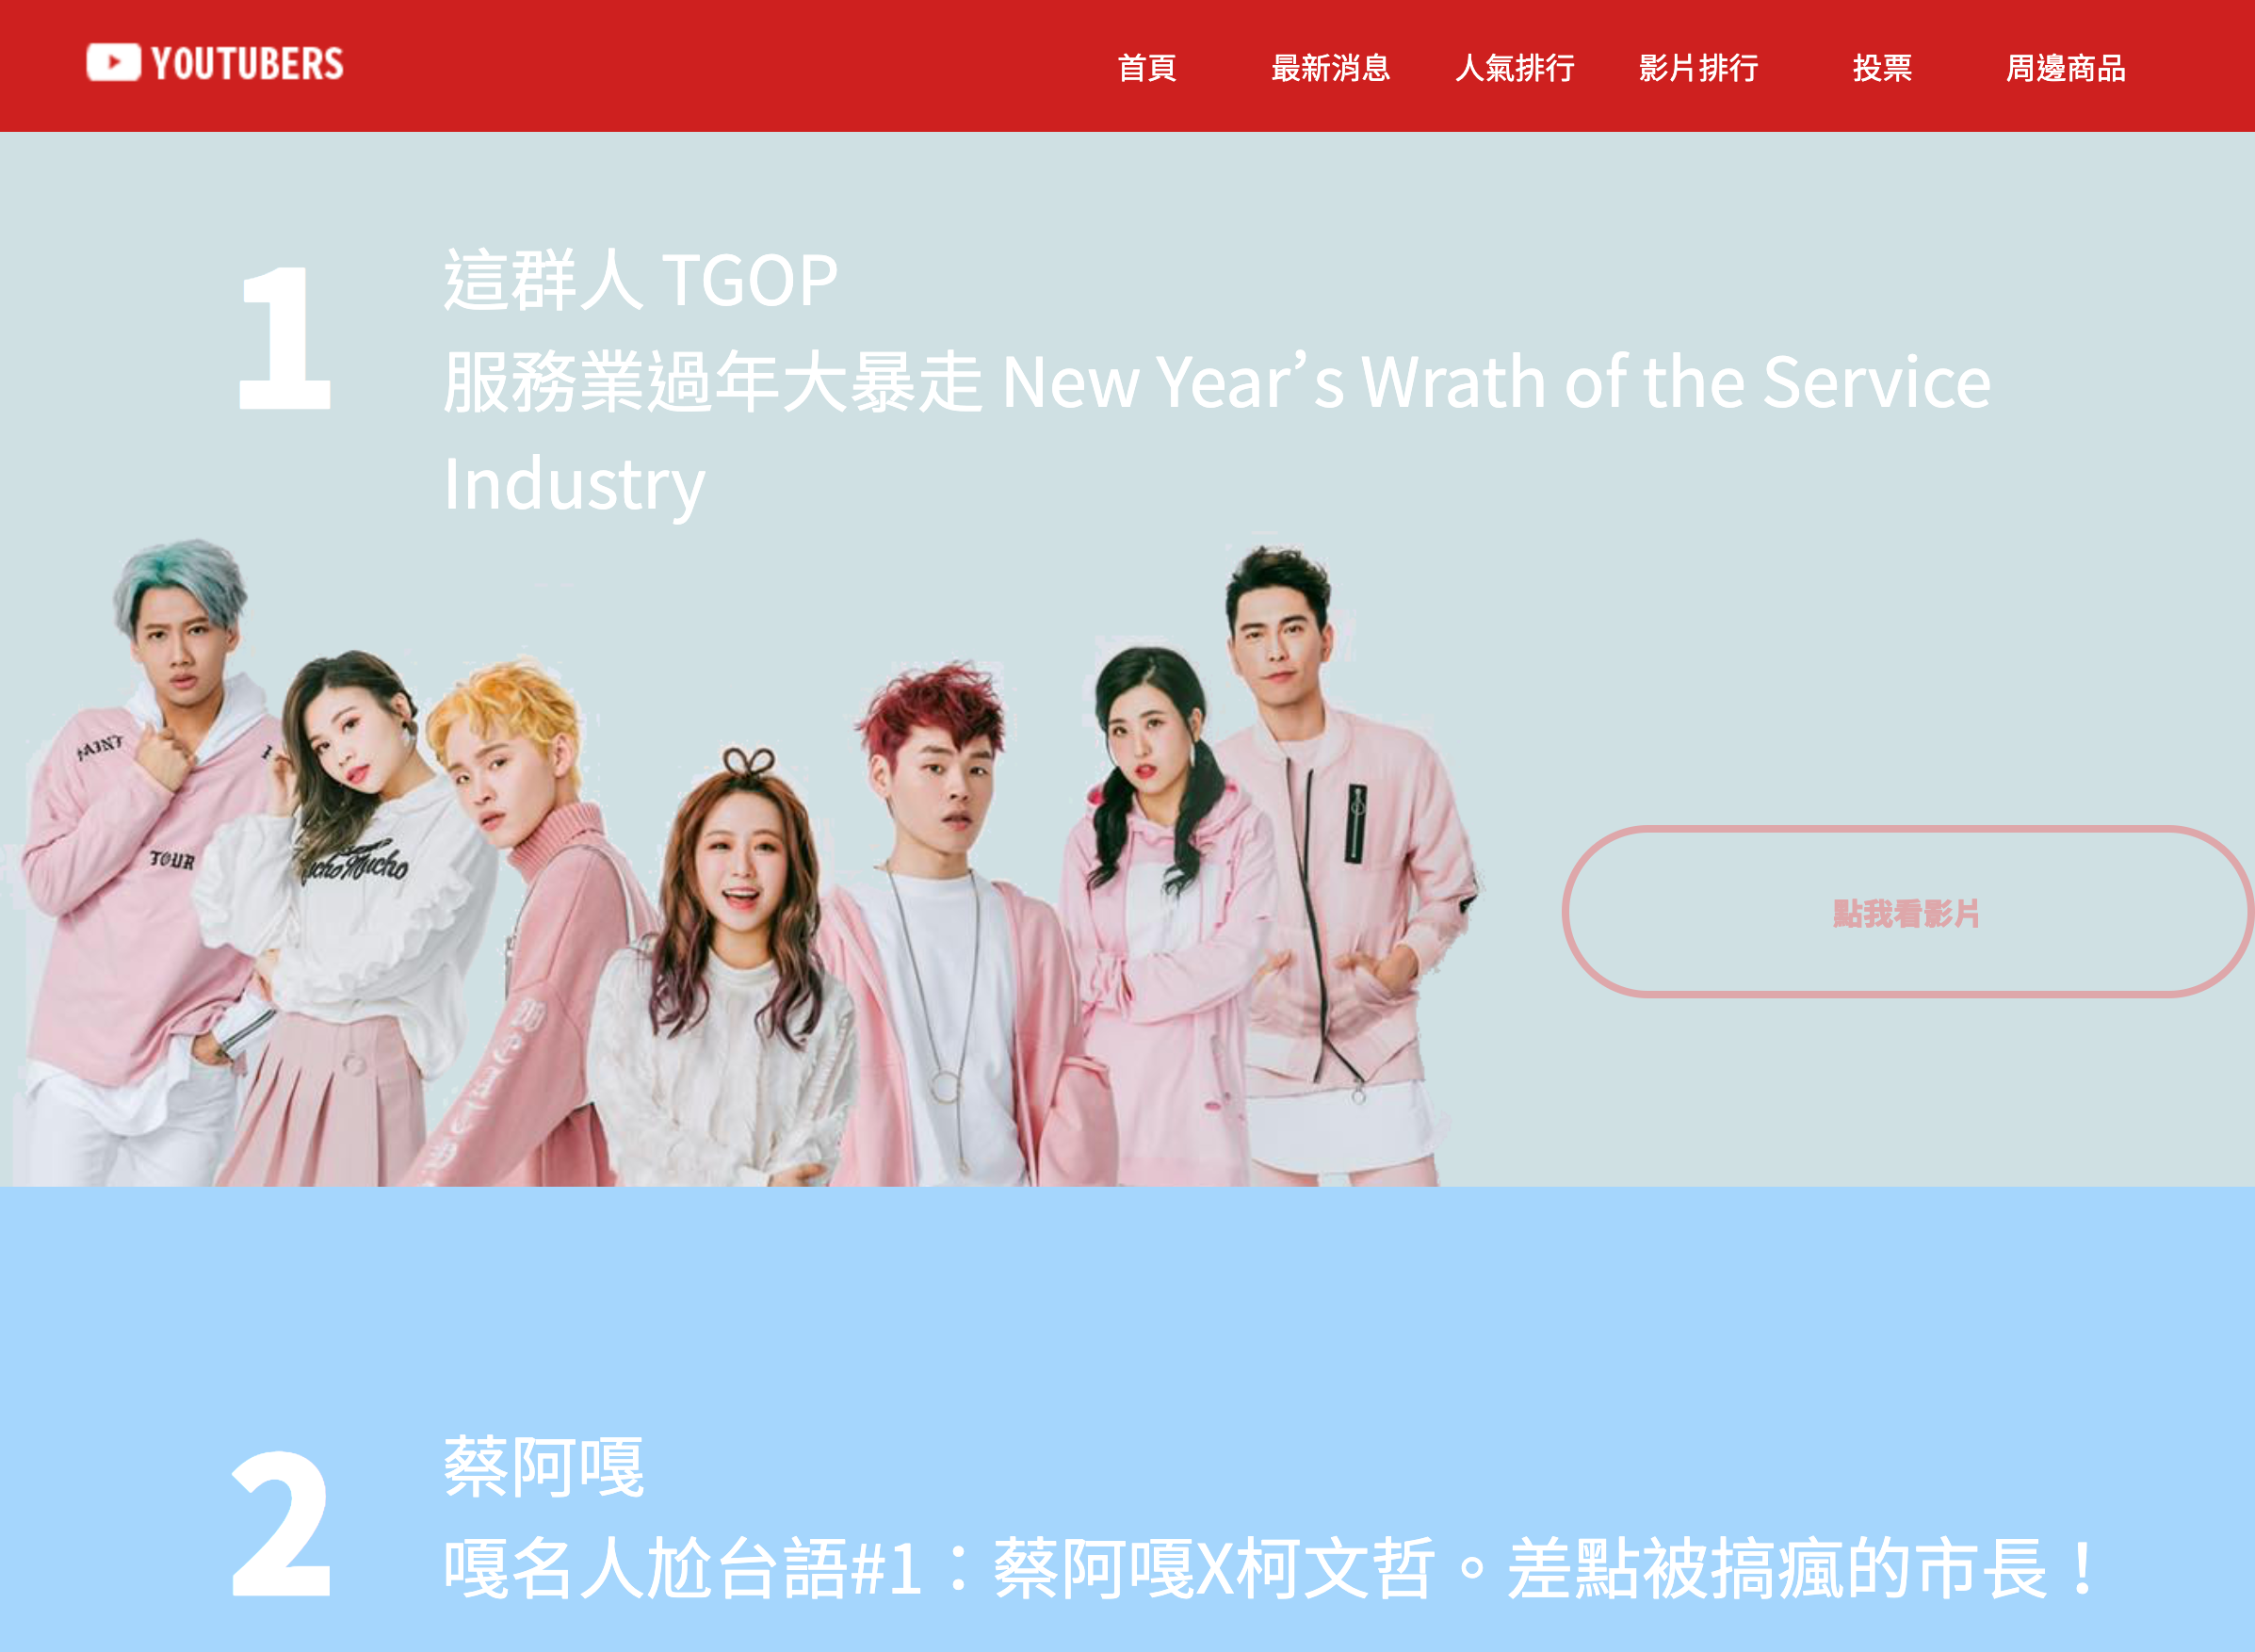 YOUTUBERS
首頁 最新消息 人氣排行 影片排行 投票 周邊商品
1
這群人 TGOP
服務業過年大暴走 New Year’s Wrath of the Service
Industry
TOUR
點我看影片
2
蔡阿嘎
嘎名人尬台語#1：蔡阿嘎X柯文哲。差點被搞瘋的市長！